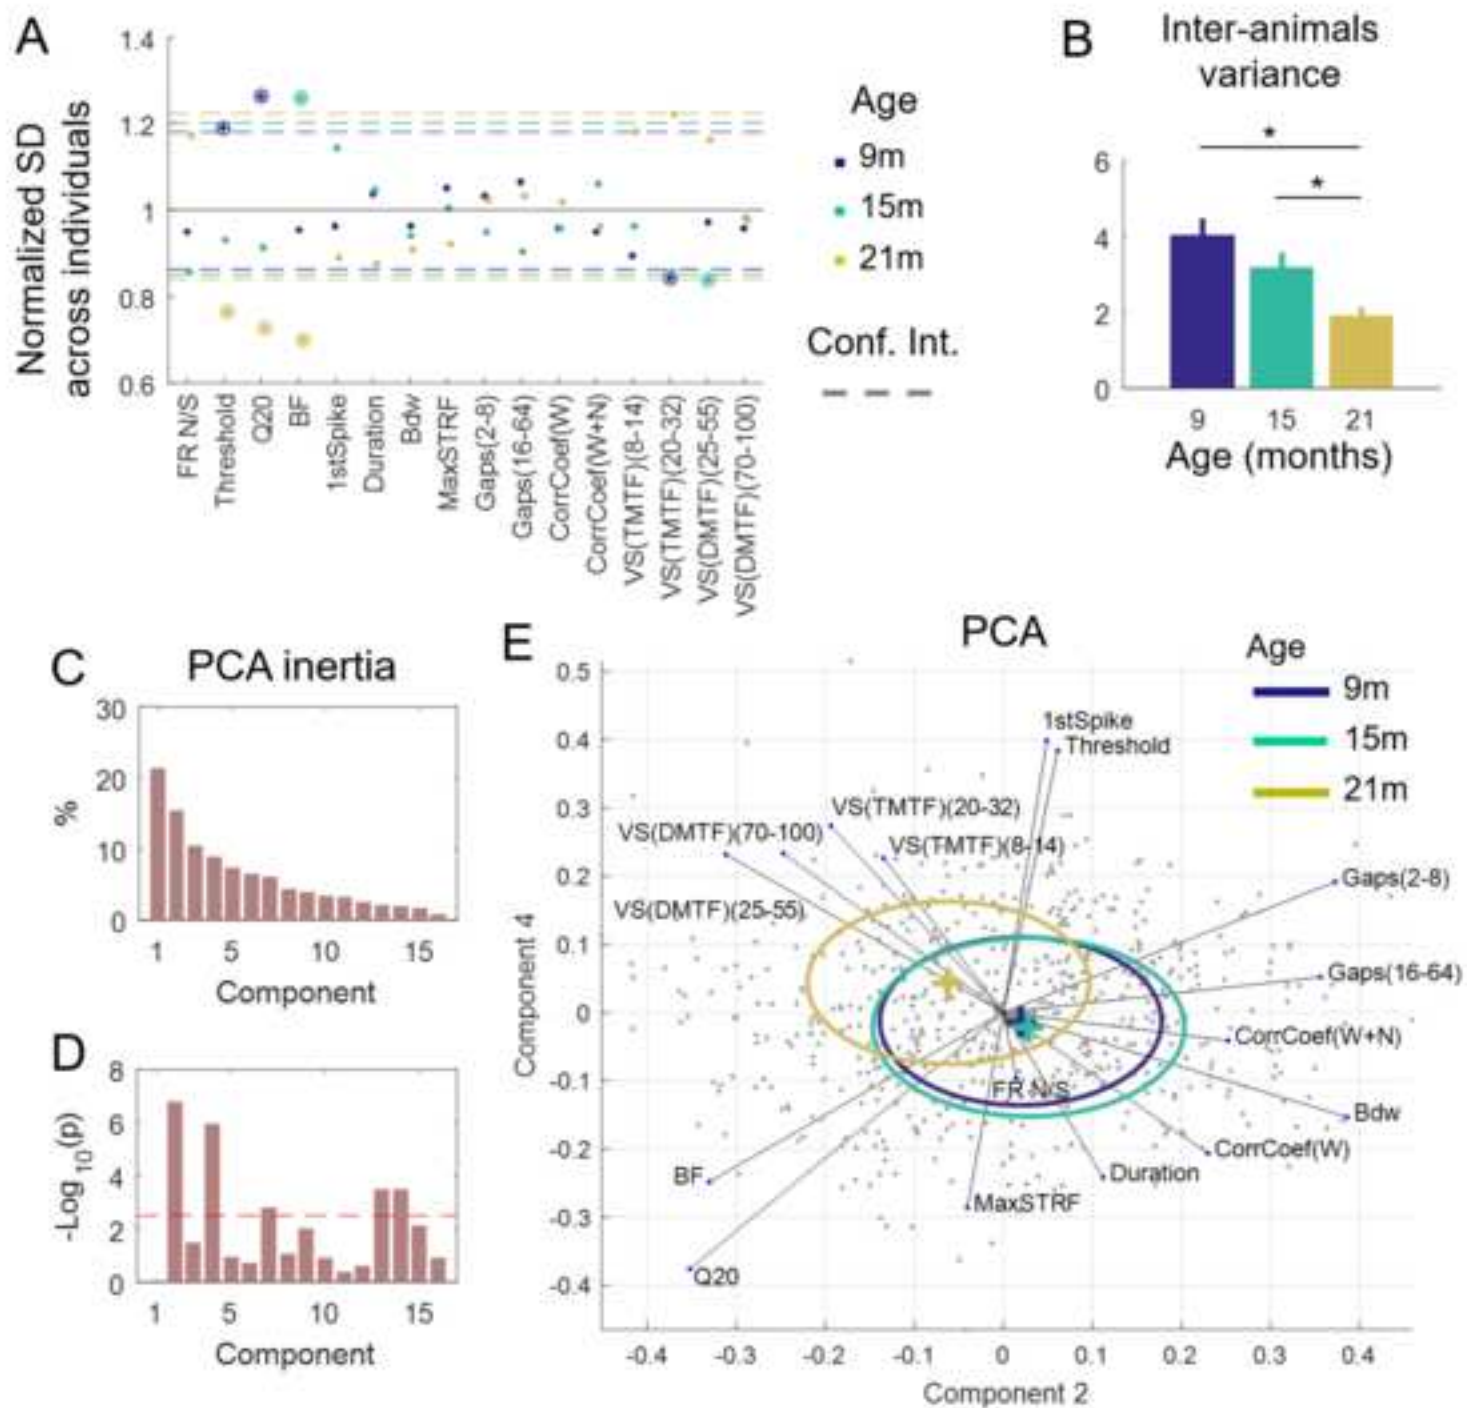 A
Normalized SD
across individuals
1.4
1.2
1
0.8
0.6
FR N/S
Threshold
Q20
BF
1stSpike
Duration
Bdw
MaxSTRF
Gaps(2-8)
Gaps(16-64)
CorrCoef(W)
CorrCoef(W+N)
VS(TMTF)(8-14)
VS(TMTF)(20-32)
VS(DMTF)(25-55)
VS(DMTF)(70-100)
Age
9m
15m
21m
Conf. Int.
B
Inter-animals
variance
*
*
6
4
2
0
9 15 21
Age (months)
C
PCA inertia
%
30
20
10
0
1 5 10 15
Component
D
-Log10(p)
8
6
4
2
0
1 5 10 15
Component
E
PCA
Age
9m
15m
21m
Component 4
0.5
0.4
0.3
0.2
0.1
0
-0.1
-0.2
-0.3
-0.4
1stSpike
Threshold
VS(TMTF)(20-32)
VS(DMTF)(70-100)
VS(TMTF)(8-14)
Gaps(2-8)
VS(DMTF)(25-55)
Gaps(16-64)
CorrCoef(W+N)
FR N/S
Bdw
CorrCoef(W)
BF
Duration
MaxSTRF
Q20
-0.4 -0.3 -0.2 -0.1 0 0.1 0.2 0.3 0.4
Component 2